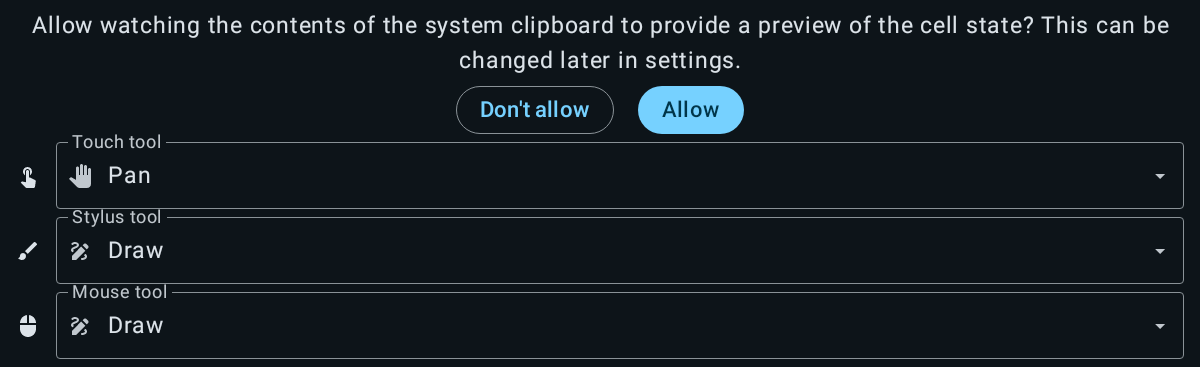 Allow watching the contents of the system clipboard to provide a preview of the cell state? This can be
changed later in settings.
Don't allow
Allow
Touch tool
Pan
Stylus tool
Draw
Mouse tool
Draw